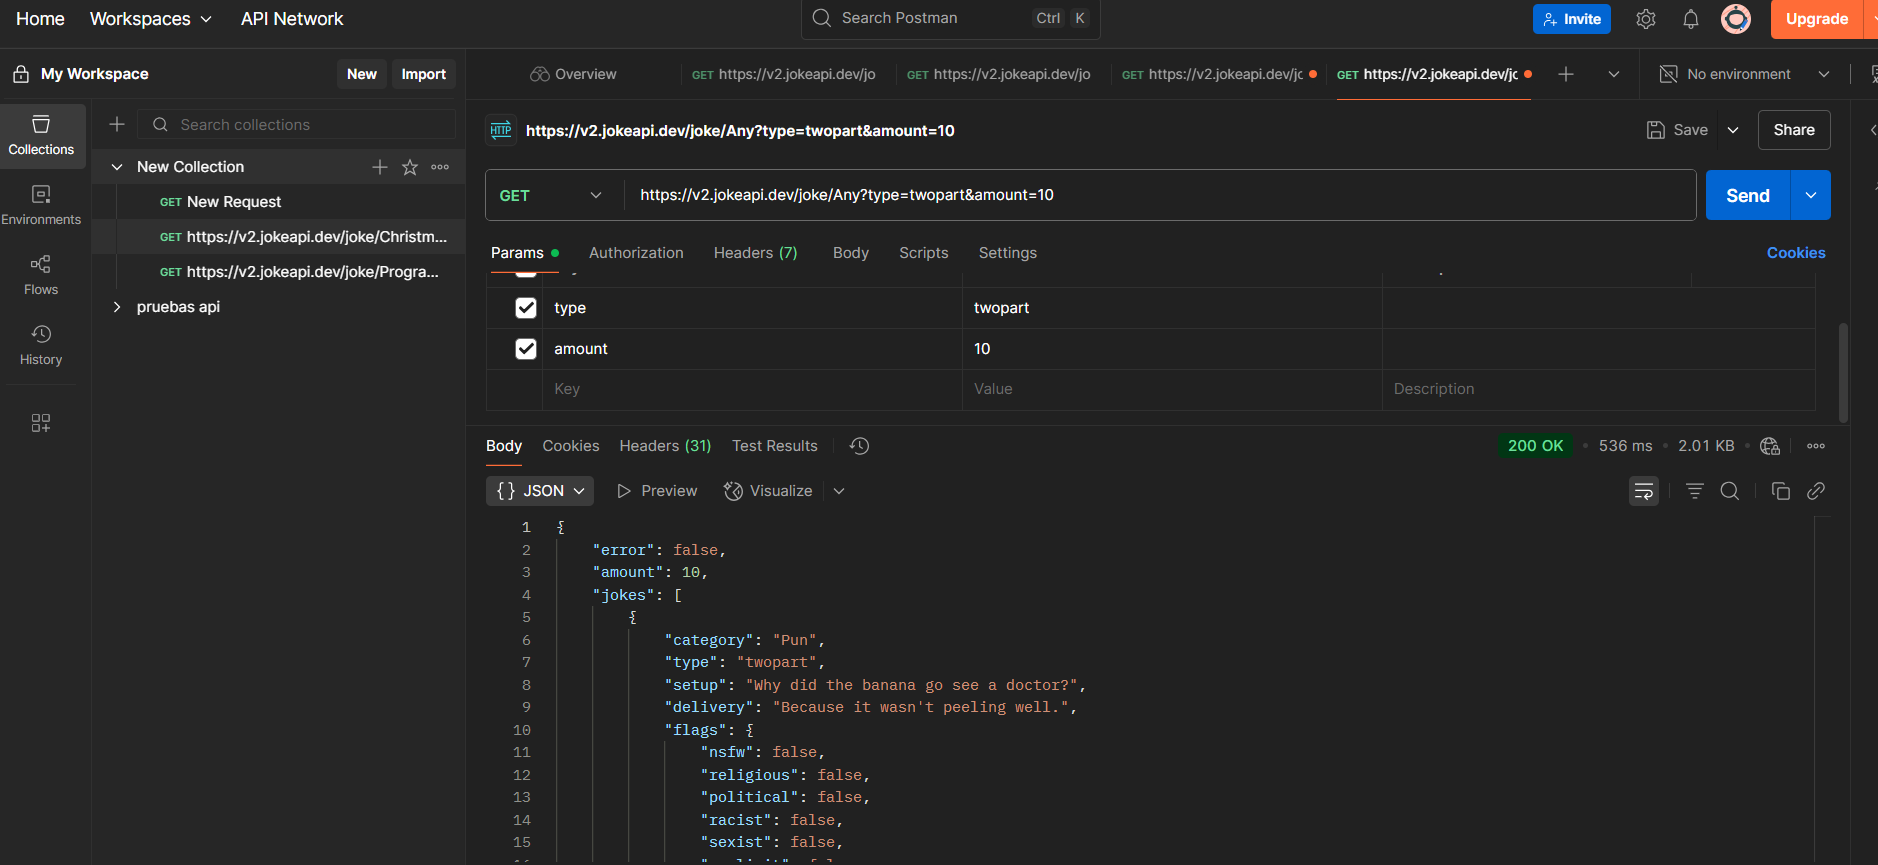 Home Workspaces API Network Search Postman Ctrl K Invite Upgrade
My Workspace New Import
Overview GET https://v2.jokeapi.dev/jo GET https://v2.jokeapi.dev/jo GET https://v2.jokeapi.dev/jc GET https://v2.jokeapi.dev/jc No environment
Collections
Environments
Flows
History
Search collections
New Collection
GET New Request
GET https://v2.jokeapi.dev/joke/Christm...
GET https://v2.jokeapi.dev/joke/Progra...
pruebas api
HTTP https://v2.jokeapi.dev/joke/Any?type=twopart&amount=10 Save Share
GET https://v2.jokeapi.dev/joke/Any?type=twopart&amount=10 Send
Params Authorization Headers (7) Body Scripts Settings Cookies
type twopart
amount 10
Key Value Description
Body Cookies Headers (31) Test Results 200 OK 536 ms 2.01 KB
{} JSON Preview Visualize
1 {
2 "error": false,
3 "amount": 10,
4 "jokes": [
5 {
6 "category": "Pun",
7 "type": "twopart",
8 "setup": "Why did the banana go see a doctor?",
9 "delivery": "Because it wasn't peeling well.",
10 "flags": {
11 "nsfw": false,
12 "religious": false,
13 "political": false,
14 "racist": false,
15 "sexist": false,